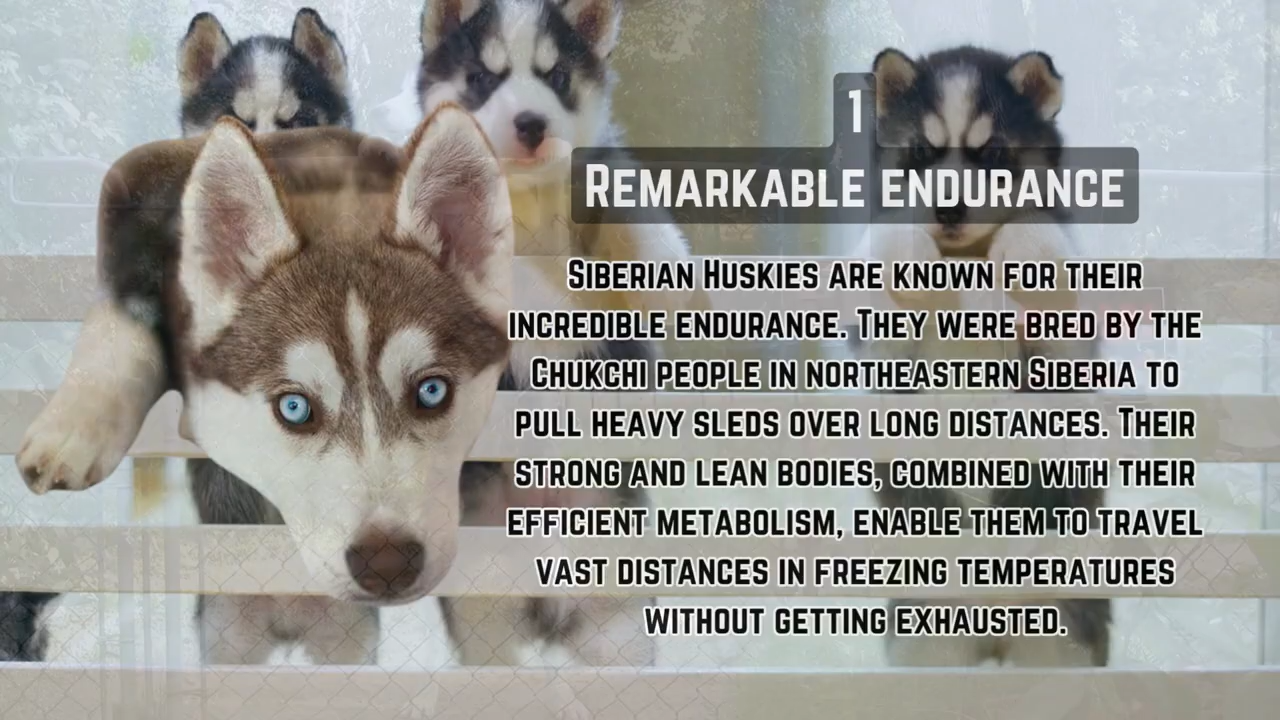 1
Remarkable endurance
Siberian Huskies are known for their
incredible endurance. They were bred by the
Chukchi people in northeastern Siberia to
pull heavy sleds over long distances. Their
strong and lean bodies, combined with their
efficient metabolism, enable them to travel
vast distances in freezing temperatures
without getting exhausted.